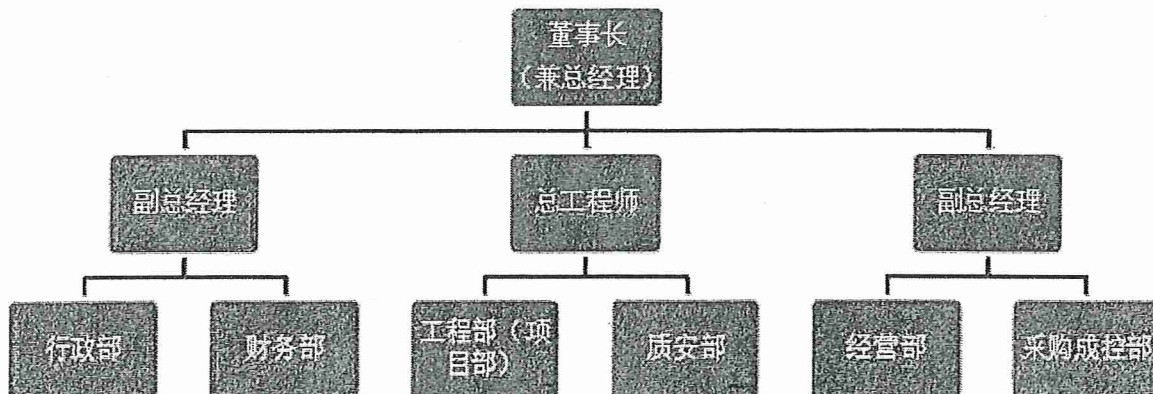 董事长
（兼总经理）
副总经理
总工程师
副总经理
行政部
财务部
工程部（项
目部）
质安部
经营部
采购成控部